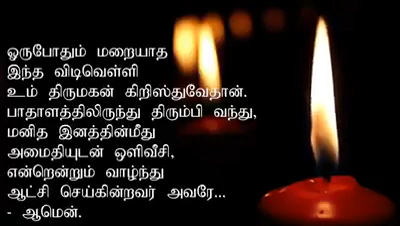 ஒருபோதும் மறையாத
இந்த விடிவெள்ளி
உம் திருமகன் கிறிஸ்துவேதான்.
பாதாளத்திலிருந்து திரும்பி வந்து,
மனித இனத்தின்மீது
அமைதியுடன் ஒளிவீசி,
என்றென்றும் வாழ்ந்து
ஆட்சி செய்கின்றவர் அவரே...
- ஆமென்.